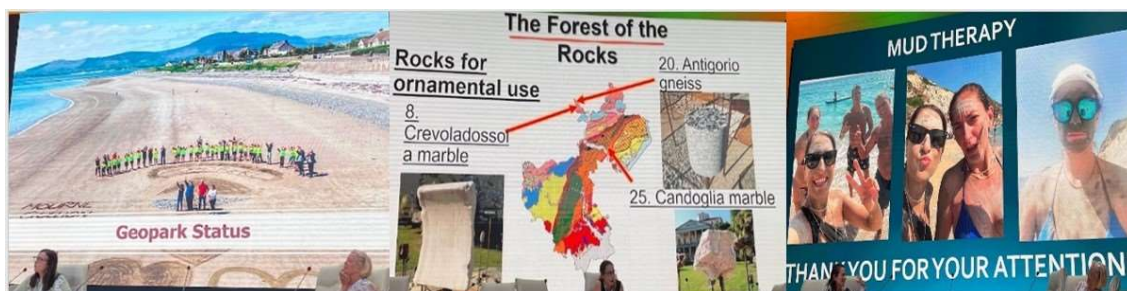 MOURNE
Geopark Status
The Forest of the
Rocks
Rocks for
ornamental use
8.
Crevoladossol
a marble
20. Antigorio
gneiss
25. Candoglia marble
MUD THERAPY
THANK YOU FOR YOUR ATTENTION